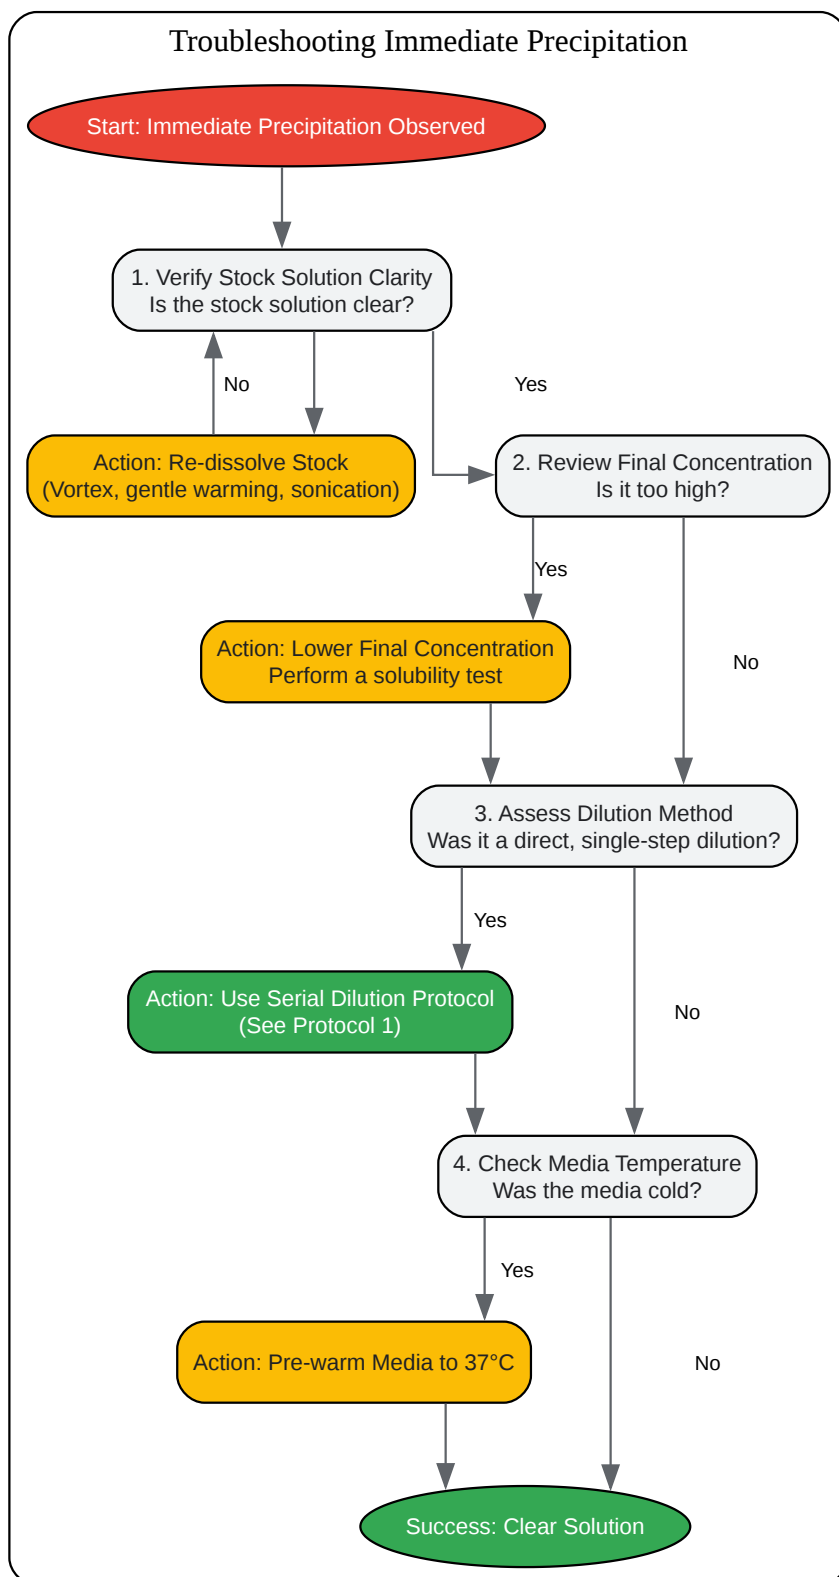 Troubleshooting Immediate Precipitation
Start: Immediate Precipitation Observed
1. Verify Stock Solution Clarity
Is the stock solution clear?
No
Yes
Action: Re-dissolve Stock
(Vortex, gentle warming, sonication)
2. Review Final Concentration
Is it too high?
Yes
Action: Lower Final Concentration
Perform a solubility test
No
3. Assess Dilution Method
Was it a direct, single-step dilution?
Yes
Action: Use Serial Dilution Protocol
(See Protocol 1)
No
4. Check Media Temperature
Was the media cold?
Yes
Action: Pre-warm Media to 37°C
No
Success: Clear Solution